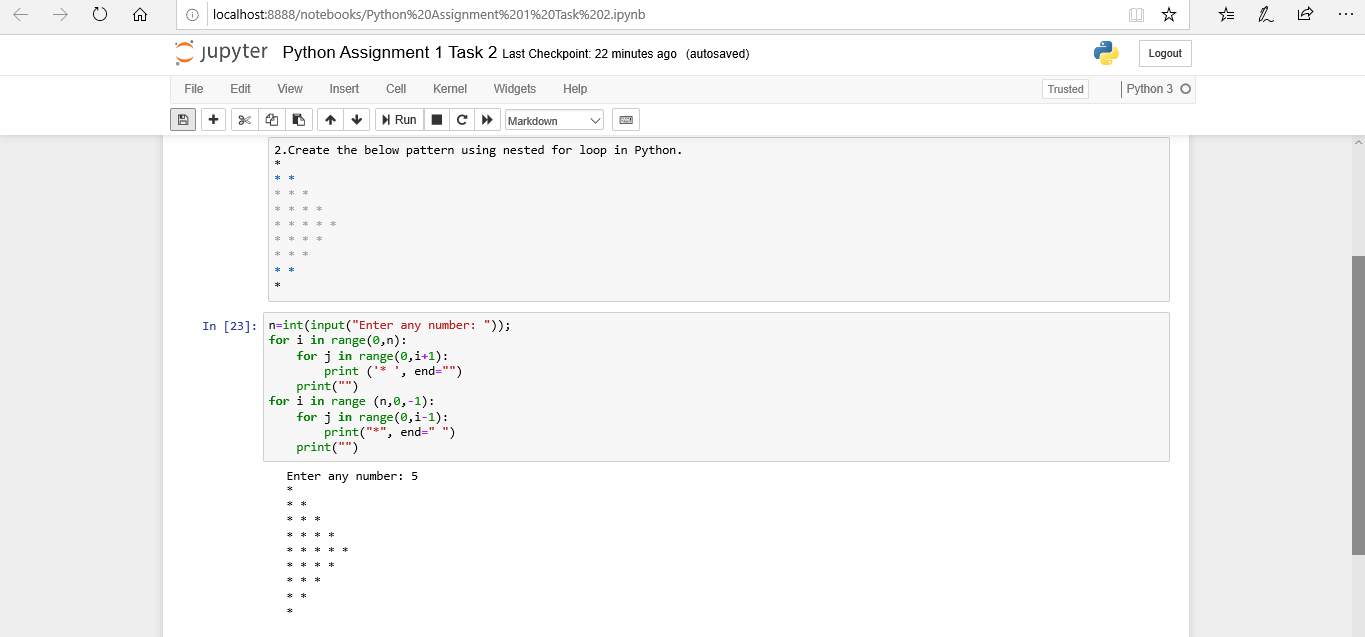 localhost:8888/notebooks/Python%20Assignment%201%20Task%202.ipynb
jupyter Python Assignment 1 Task 2 Last Checkpoint: 22 minutes ago (autosaved) Logout
File Edit View Insert Cell Kernel Widgets Help Trusted Python 3
Run Markdown
2.Create the below pattern using nested for loop in Python.
*
* *
* * *
* * * *
* * * * *
* * * *
* * *
* *
*
In [23]: n=int(input("Enter any number: "));
for i in range(0,n):
    for j in range(0,i+1):
        print ('* ', end="")
    print("")
for i in range (n,0,-1):
    for j in range(0,i-1):
        print("*", end=" ")
    print("")
Enter any number: 5
*
* *
* * *
* * * *
* * * * *
* * * *
* * *
* *
*